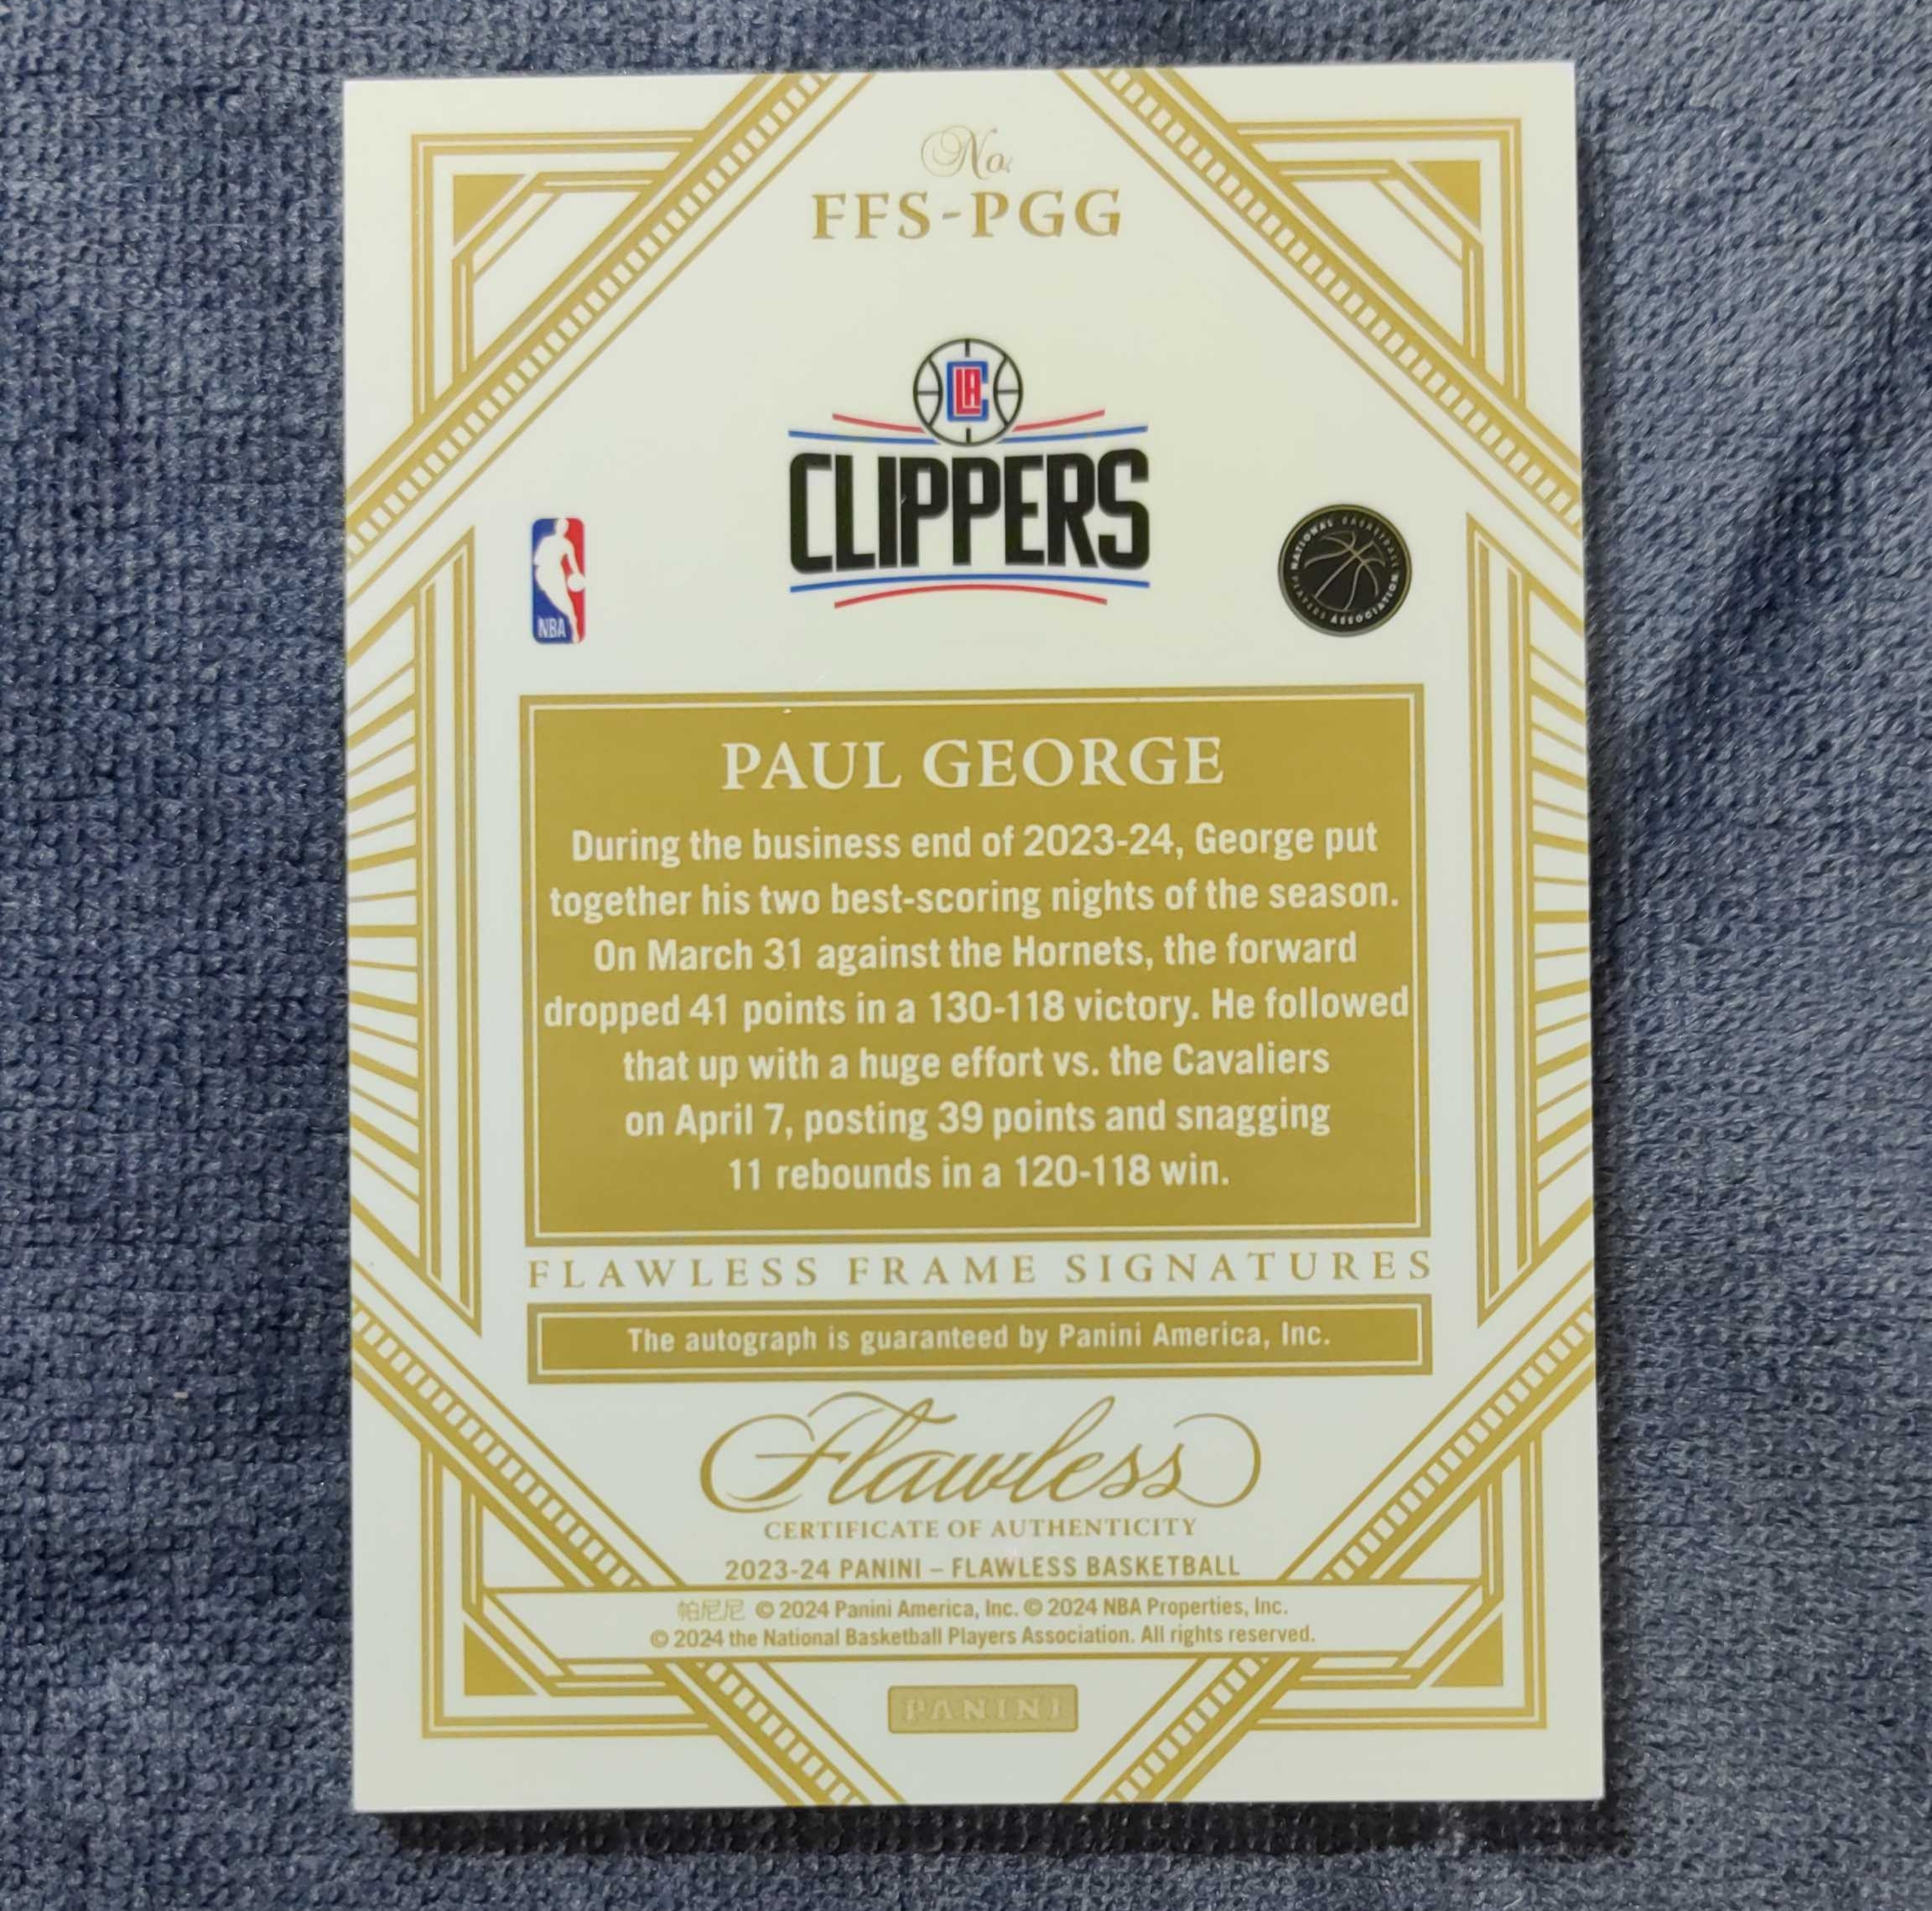 No.
FFS-PGG
LA
CLIPPERS
NBA
NATIONAL BASKETBALL PLAYERS ASSOCIATION
PAUL GEORGE
During the business end of 2023-24, George put
together his two best-scoring nights of the season.
On March 31 against the Hornets, the forward
dropped 41 points in a 130-118 victory. He followed
that up with a huge effort vs. the Cavaliers
on April 7, posting 39 points and snagging
11 rebounds in a 120-118 win.
FLAWLESS FRAME SIGNATURES
The autograph is guaranteed by Panini America, Inc.
Flawless
CERTIFICATE OF AUTHENTICITY
2023-24 PANINI – FLAWLESS BASKETBALL
帕尼尼 © 2024 Panini America, Inc. © 2024 NBA Properties, Inc.
© 2024 the National Basketball Players Association. All rights reserved.
PANINI